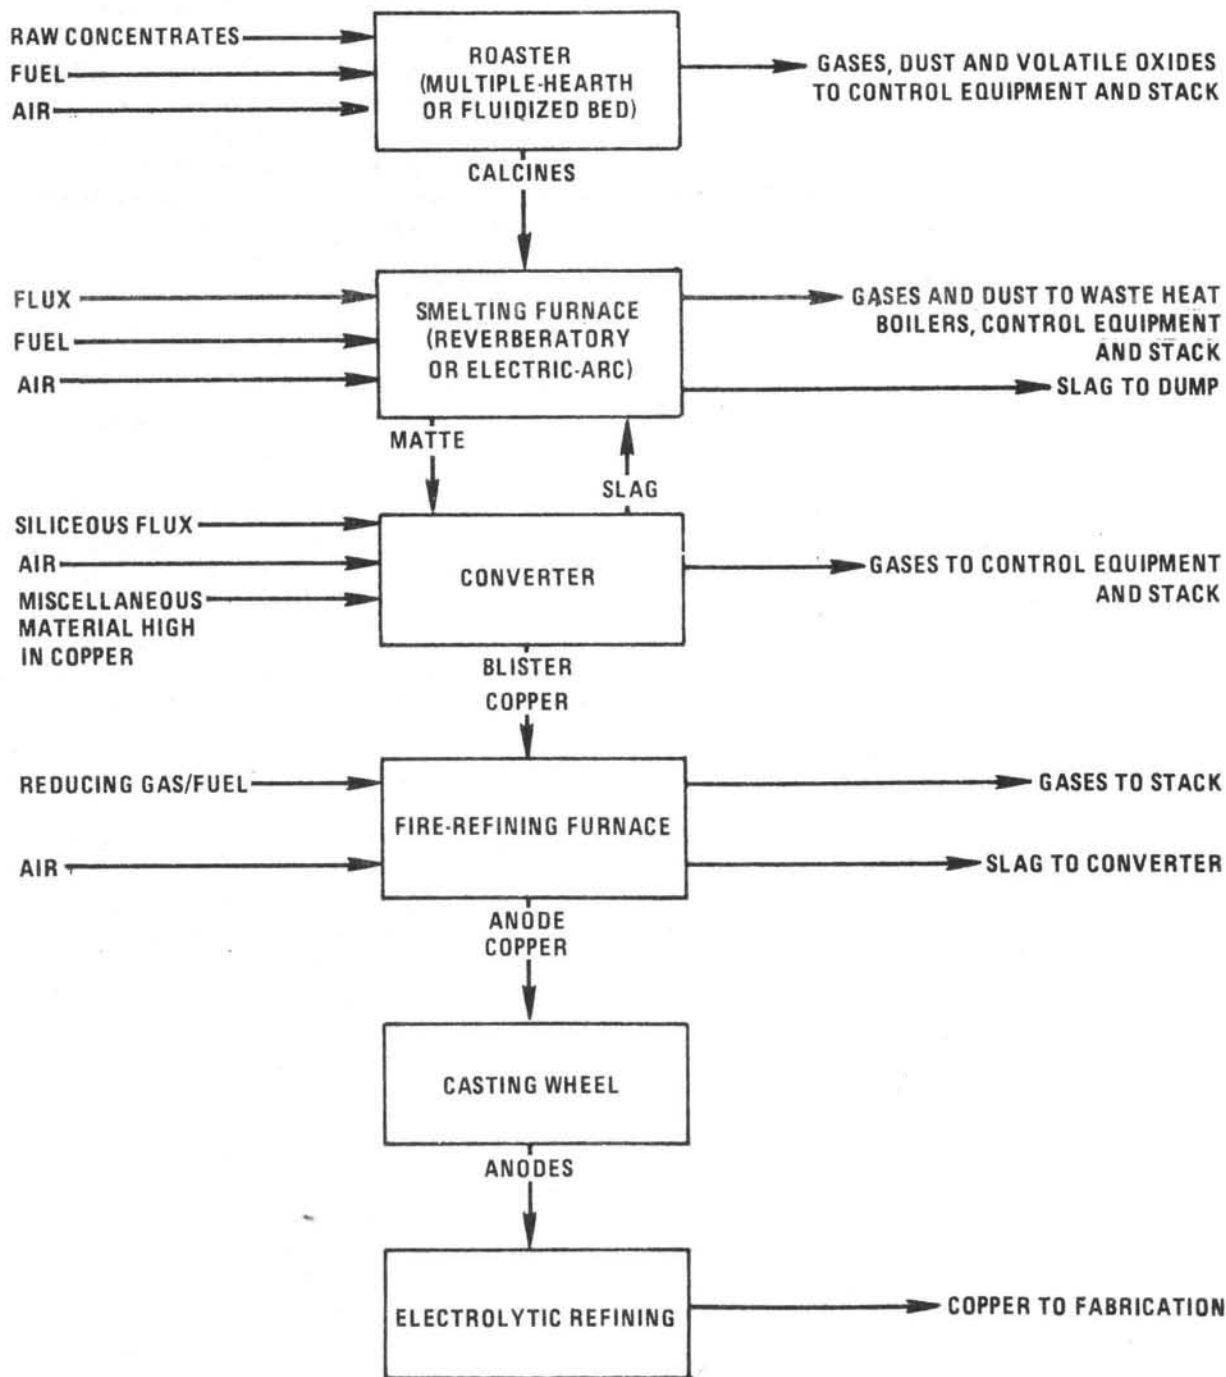 RAW CONCENTRATES
FUEL
AIR
ROASTER
(MULTIPLE-HEARTH
OR FLUIDIZED BED)
GASES, DUST AND VOLATILE OXIDES
TO CONTROL EQUIPMENT AND STACK
CALCINES
FLUX
FUEL
AIR
SMELTING FURNACE
(REVERBERATORY
OR ELECTRIC-ARC)
GASES AND DUST TO WASTE HEAT
BOILERS, CONTROL EQUIPMENT
AND STACK
SLAG TO DUMP
MATTE
SLAG
SILICEOUS FLUX
AIR
MISCELLANEOUS
MATERIAL HIGH
IN COPPER
CONVERTER
GASES TO CONTROL EQUIPMENT
AND STACK
BLISTER
COPPER
REDUCING GAS/FUEL
AIR
FIRE-REFINING FURNACE
GASES TO STACK
SLAG TO CONVERTER
ANODE
COPPER
CASTING WHEEL
ANODES
ELECTROLYTIC REFINING
COPPER TO FABRICATION